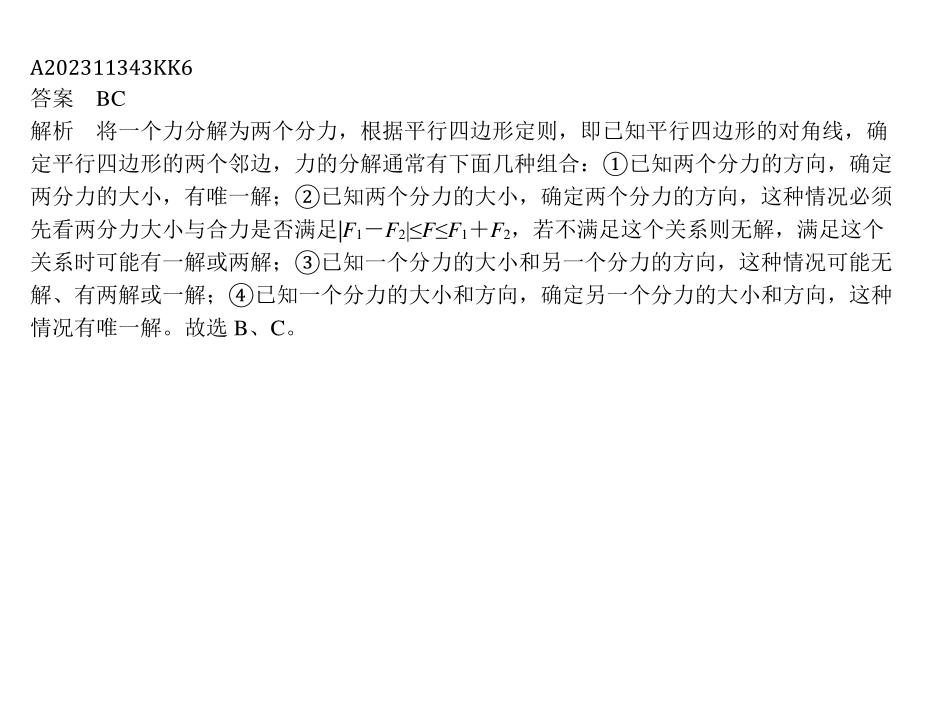 A202311343KK6
答案 BC
解析 将一个力分解为两个分力，根据平行四边形定则，即已知平行四边形的对角线，确
定平行四边形的两个邻边，力的分解通常有下面几种组合：①已知两个分力的方向，确定
两分力的大小，有唯一解；②已知两个分力的大小，确定两个分力的方向，这种情况必须
先看两分力大小与合力是否满足|F₁－F₂|≤F≤F₁＋F₂，若不满足这个关系则无解，满足这个
关系时可能有一解或两解；③已知一个分力的大小和另一个分力的方向，这种情况可能无
解、有两解或一解；④已知一个分力的大小和方向，确定另一个分力的大小和方向，这种
情况有唯一解。故选 B、C。